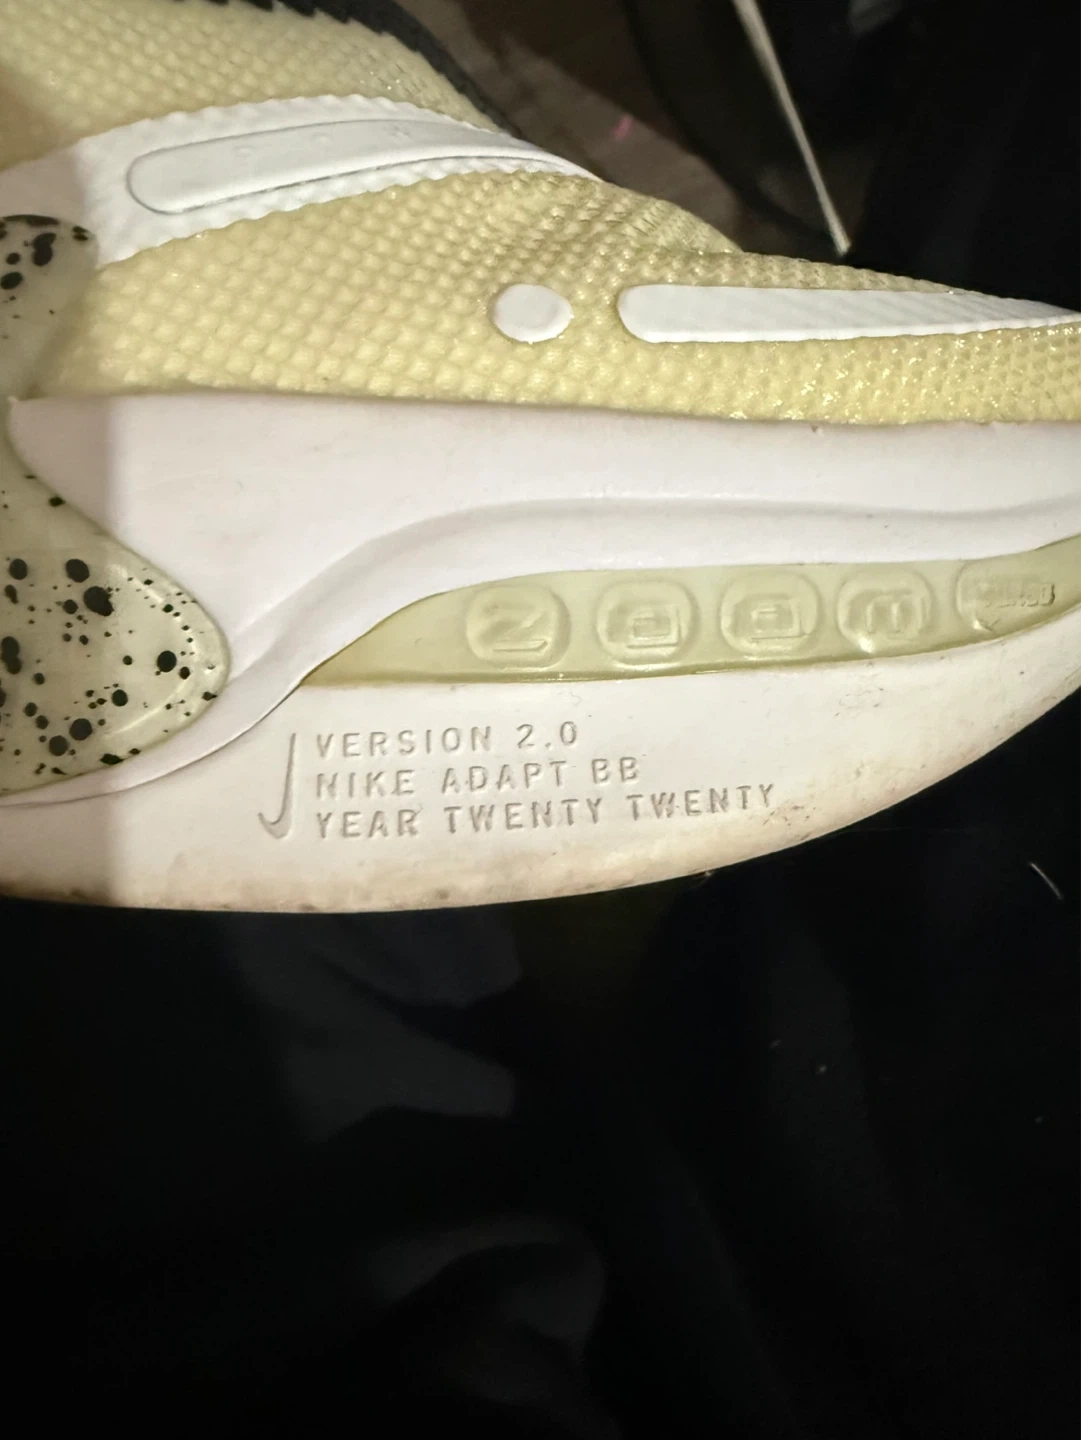 zoom
VERSION 2.0
NIKE ADAPT BB
YEAR TWENTY TWENTY